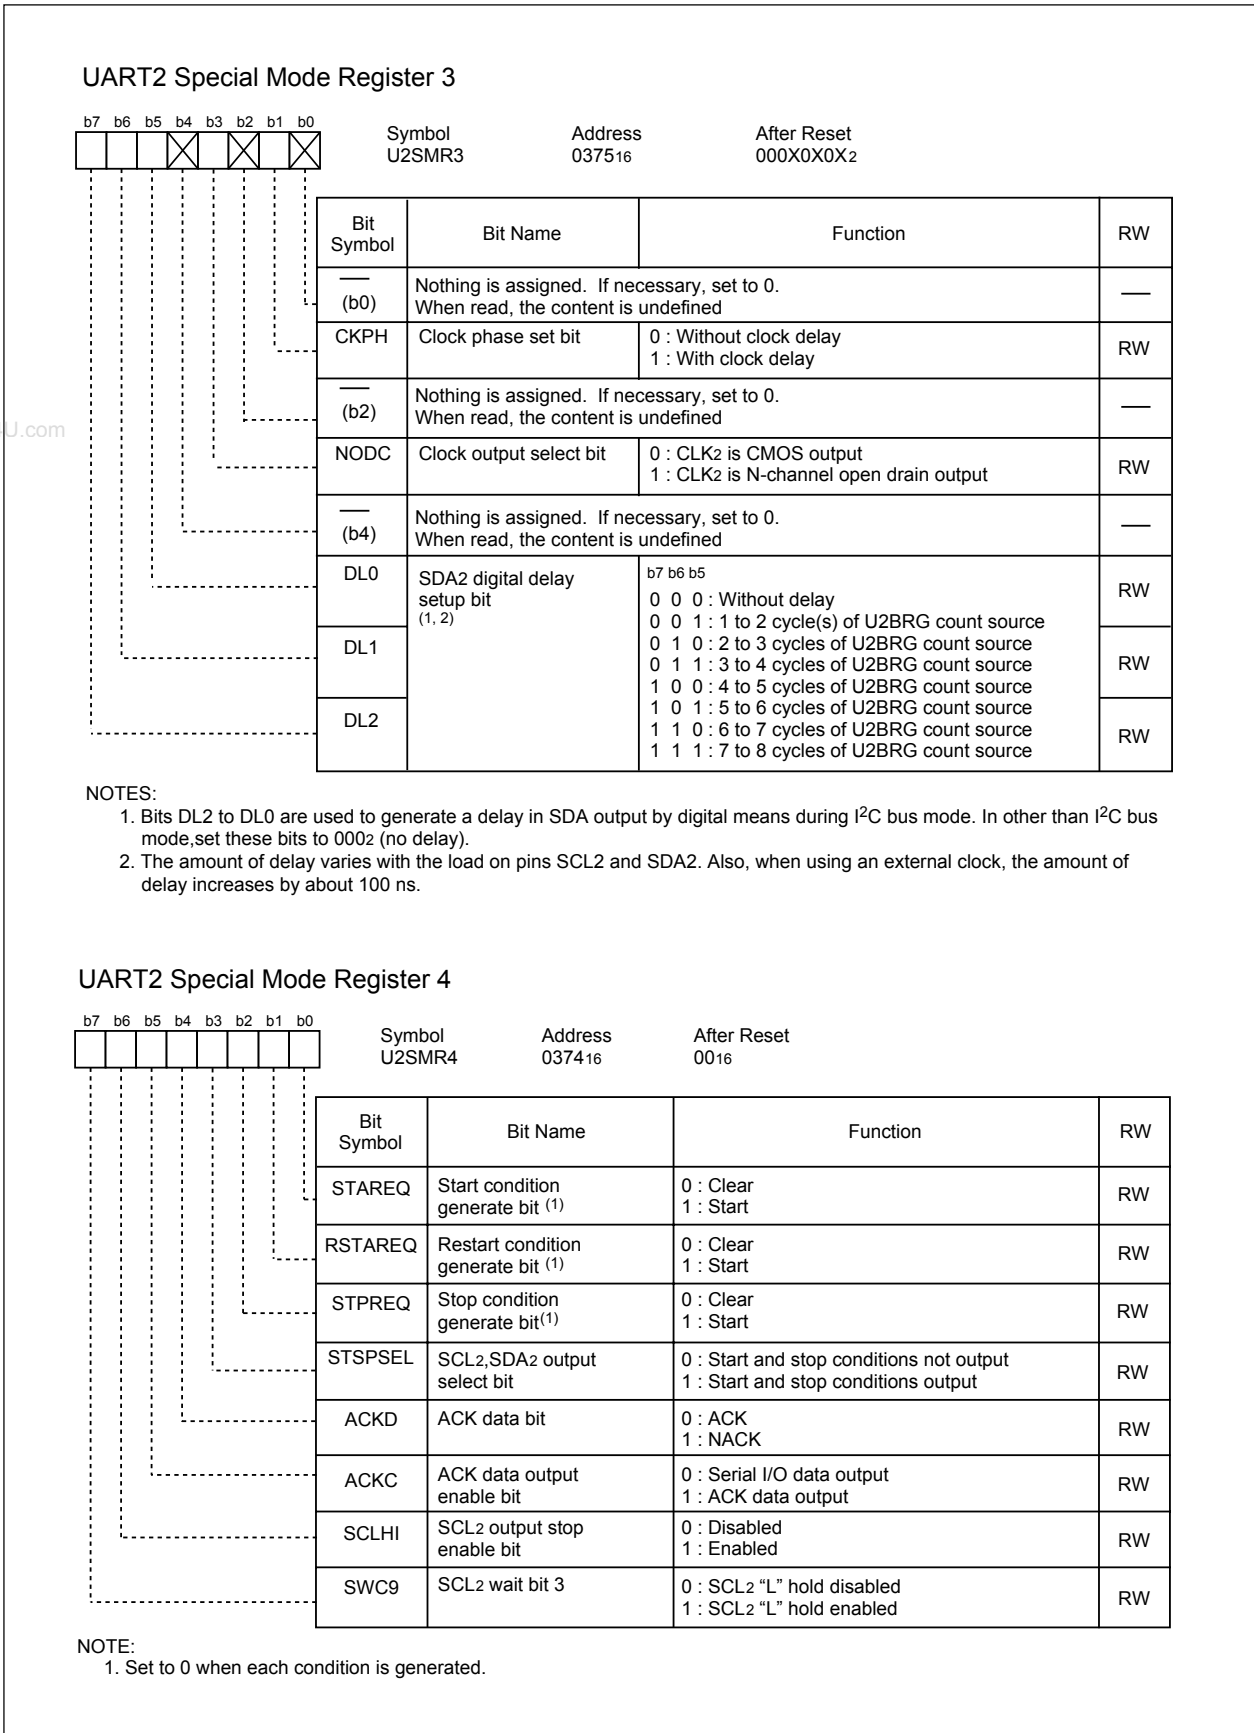 UART2 Special Mode Register 3
b7 b6 b5 b4 b3 b2 b1 b0
Symbol Address After Reset
U2SMR3 037516 000X0X0X2
Bit Symbol Bit Name Function RW
(b0) Nothing is assigned. If necessary, set to 0. —
When read, the content is undefined
CKPH Clock phase set bit 0 : Without clock delay RW
1 : With clock delay
(b2) Nothing is assigned. If necessary, set to 0. —
When read, the content is undefined
U.com
NODC Clock output select bit 0 : CLK2 is CMOS output RW
1 : CLK2 is N-channel open drain output
(b4) Nothing is assigned. If necessary, set to 0. —
When read, the content is undefined
DL0 SDA2 digital delay b7 b6 b5 RW
setup bit 0 0 0 : Without delay
(1, 2) 0 0 1 : 1 to 2 cycle(s) of U2BRG count source
DL1 0 1 0 : 2 to 3 cycles of U2BRG count source RW
0 1 1 : 3 to 4 cycles of U2BRG count source
1 0 0 : 4 to 5 cycles of U2BRG count source
DL2 1 0 1 : 5 to 6 cycles of U2BRG count source RW
1 1 0 : 6 to 7 cycles of U2BRG count source
1 1 1 : 7 to 8 cycles of U2BRG count source
NOTES:
1. Bits DL2 to DL0 are used to generate a delay in SDA output by digital means during I2C bus mode. In other than I2C bus
mode,set these bits to 0002 (no delay).
2. The amount of delay varies with the load on pins SCL2 and SDA2. Also, when using an external clock, the amount of
delay increases by about 100 ns.
UART2 Special Mode Register 4
b7 b6 b5 b4 b3 b2 b1 b0
Symbol Address After Reset
U2SMR4 037416 0016
Bit Symbol Bit Name Function RW
STAREQ Start condition 0 : Clear RW
generate bit (1) 1 : Start
RSTAREQ Restart condition 0 : Clear RW
generate bit (1) 1 : Start
STPREQ Stop condition 0 : Clear RW
generate bit(1) 1 : Start
STSPSEL SCL2,SDA2 output 0 : Start and stop conditions not output RW
select bit 1 : Start and stop conditions output
ACKD ACK data bit 0 : ACK RW
1 : NACK
ACKC ACK data output 0 : Serial I/O data output RW
enable bit 1 : ACK data output
SCLHI SCL2 output stop 0 : Disabled RW
enable bit 1 : Enabled
SWC9 SCL2 wait bit 3 0 : SCL2 “L” hold disabled RW
1 : SCL2 “L” hold enabled
NOTE:
1. Set to 0 when each condition is generated.